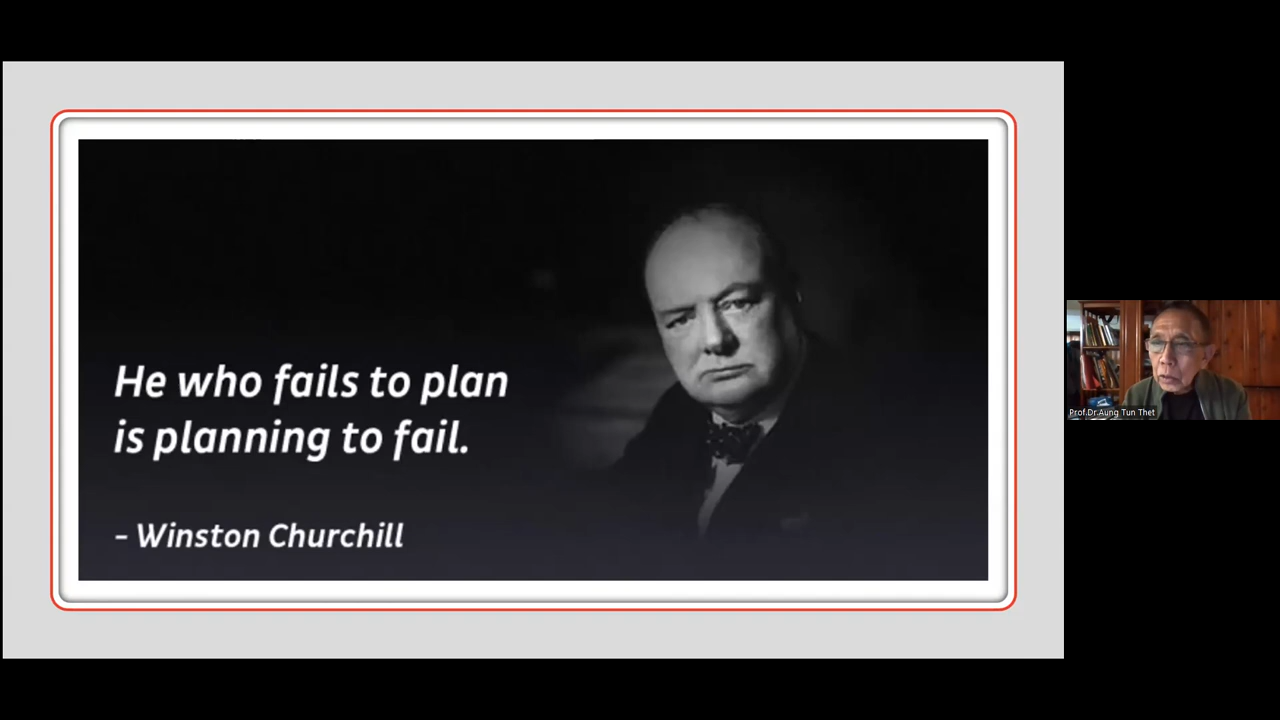 He who fails to plan
is planning to fail.
- Winston Churchill
Prof.Dr.Aung Tun Thet